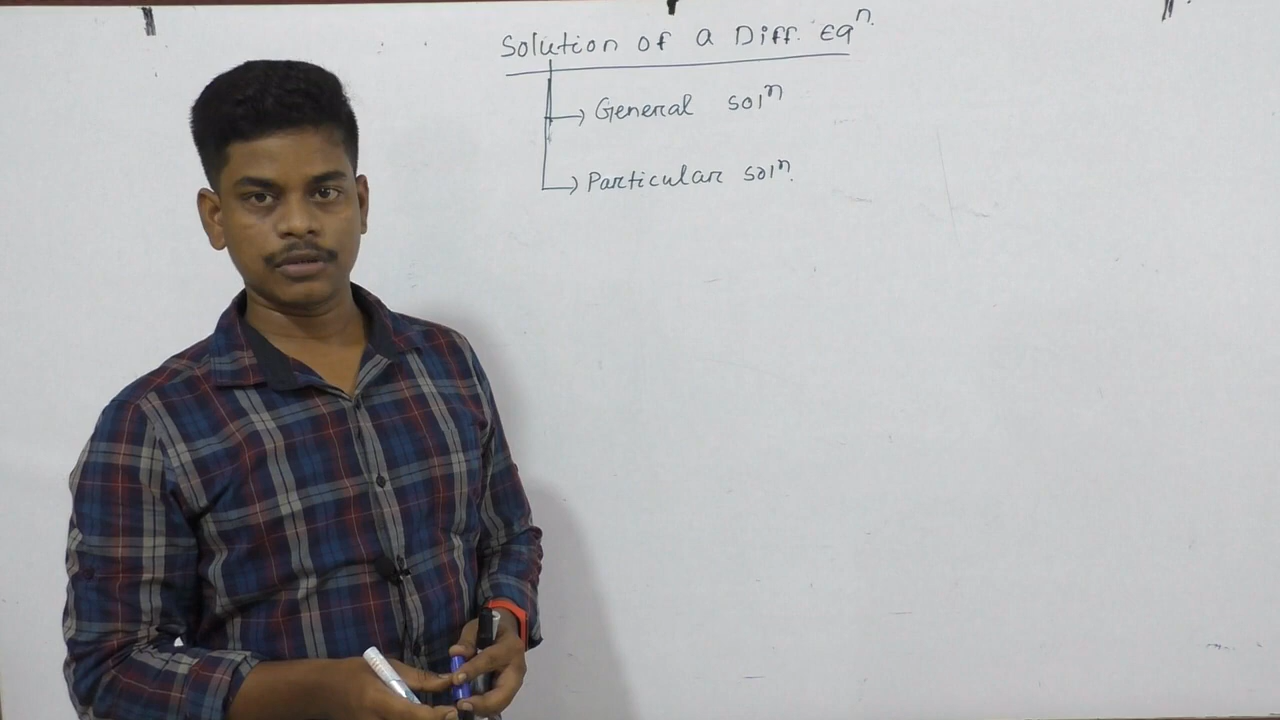 Solution of a Diff. Eqⁿ.
General solⁿ
Particular solⁿ.